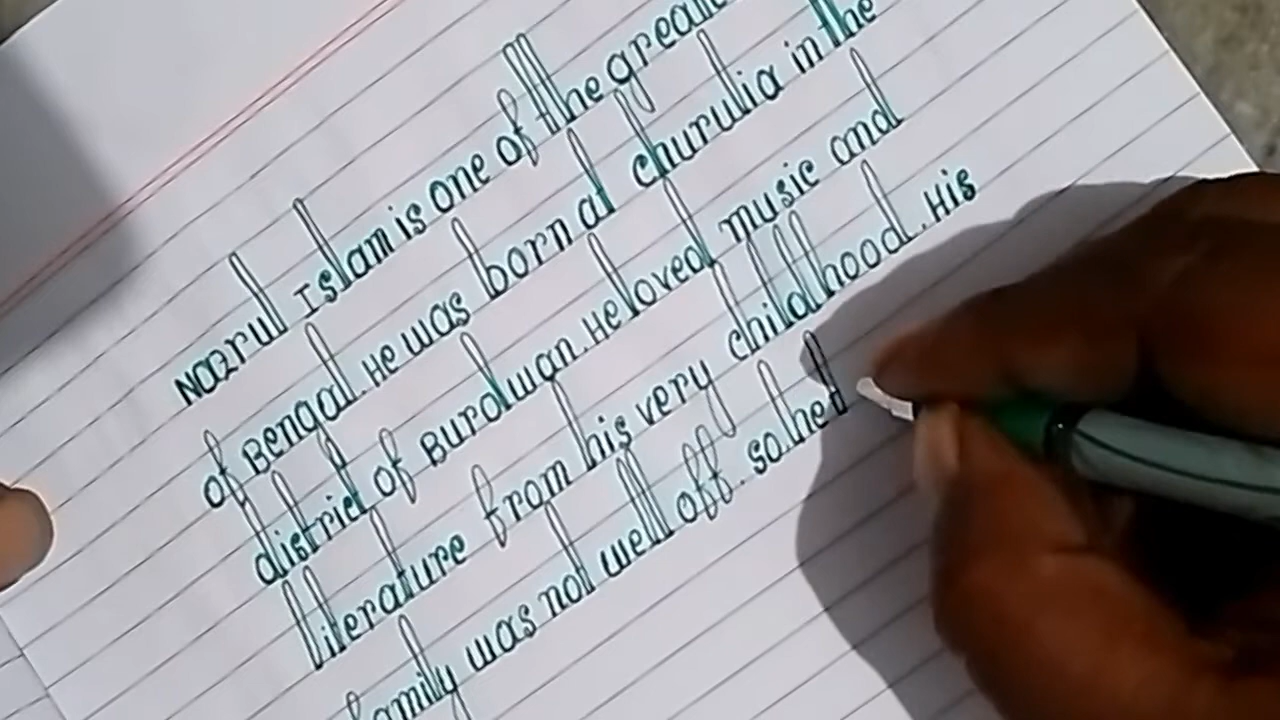 Nazrul Islam is one of the great
of Bengal. He was born at churulia in the
district of Burdwan. He loved music and
literature from his very childhood. His
family was not well off. so he